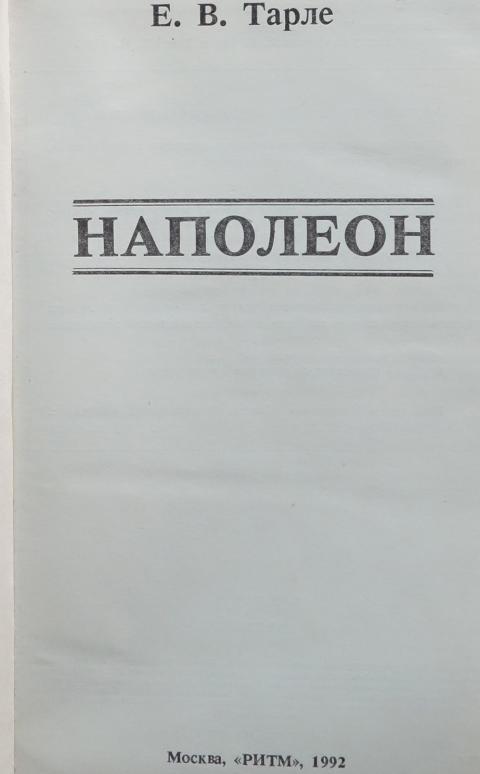 Е. В. Тарле
НАПОЛЕОН
Москва, «РИТМ», 1992